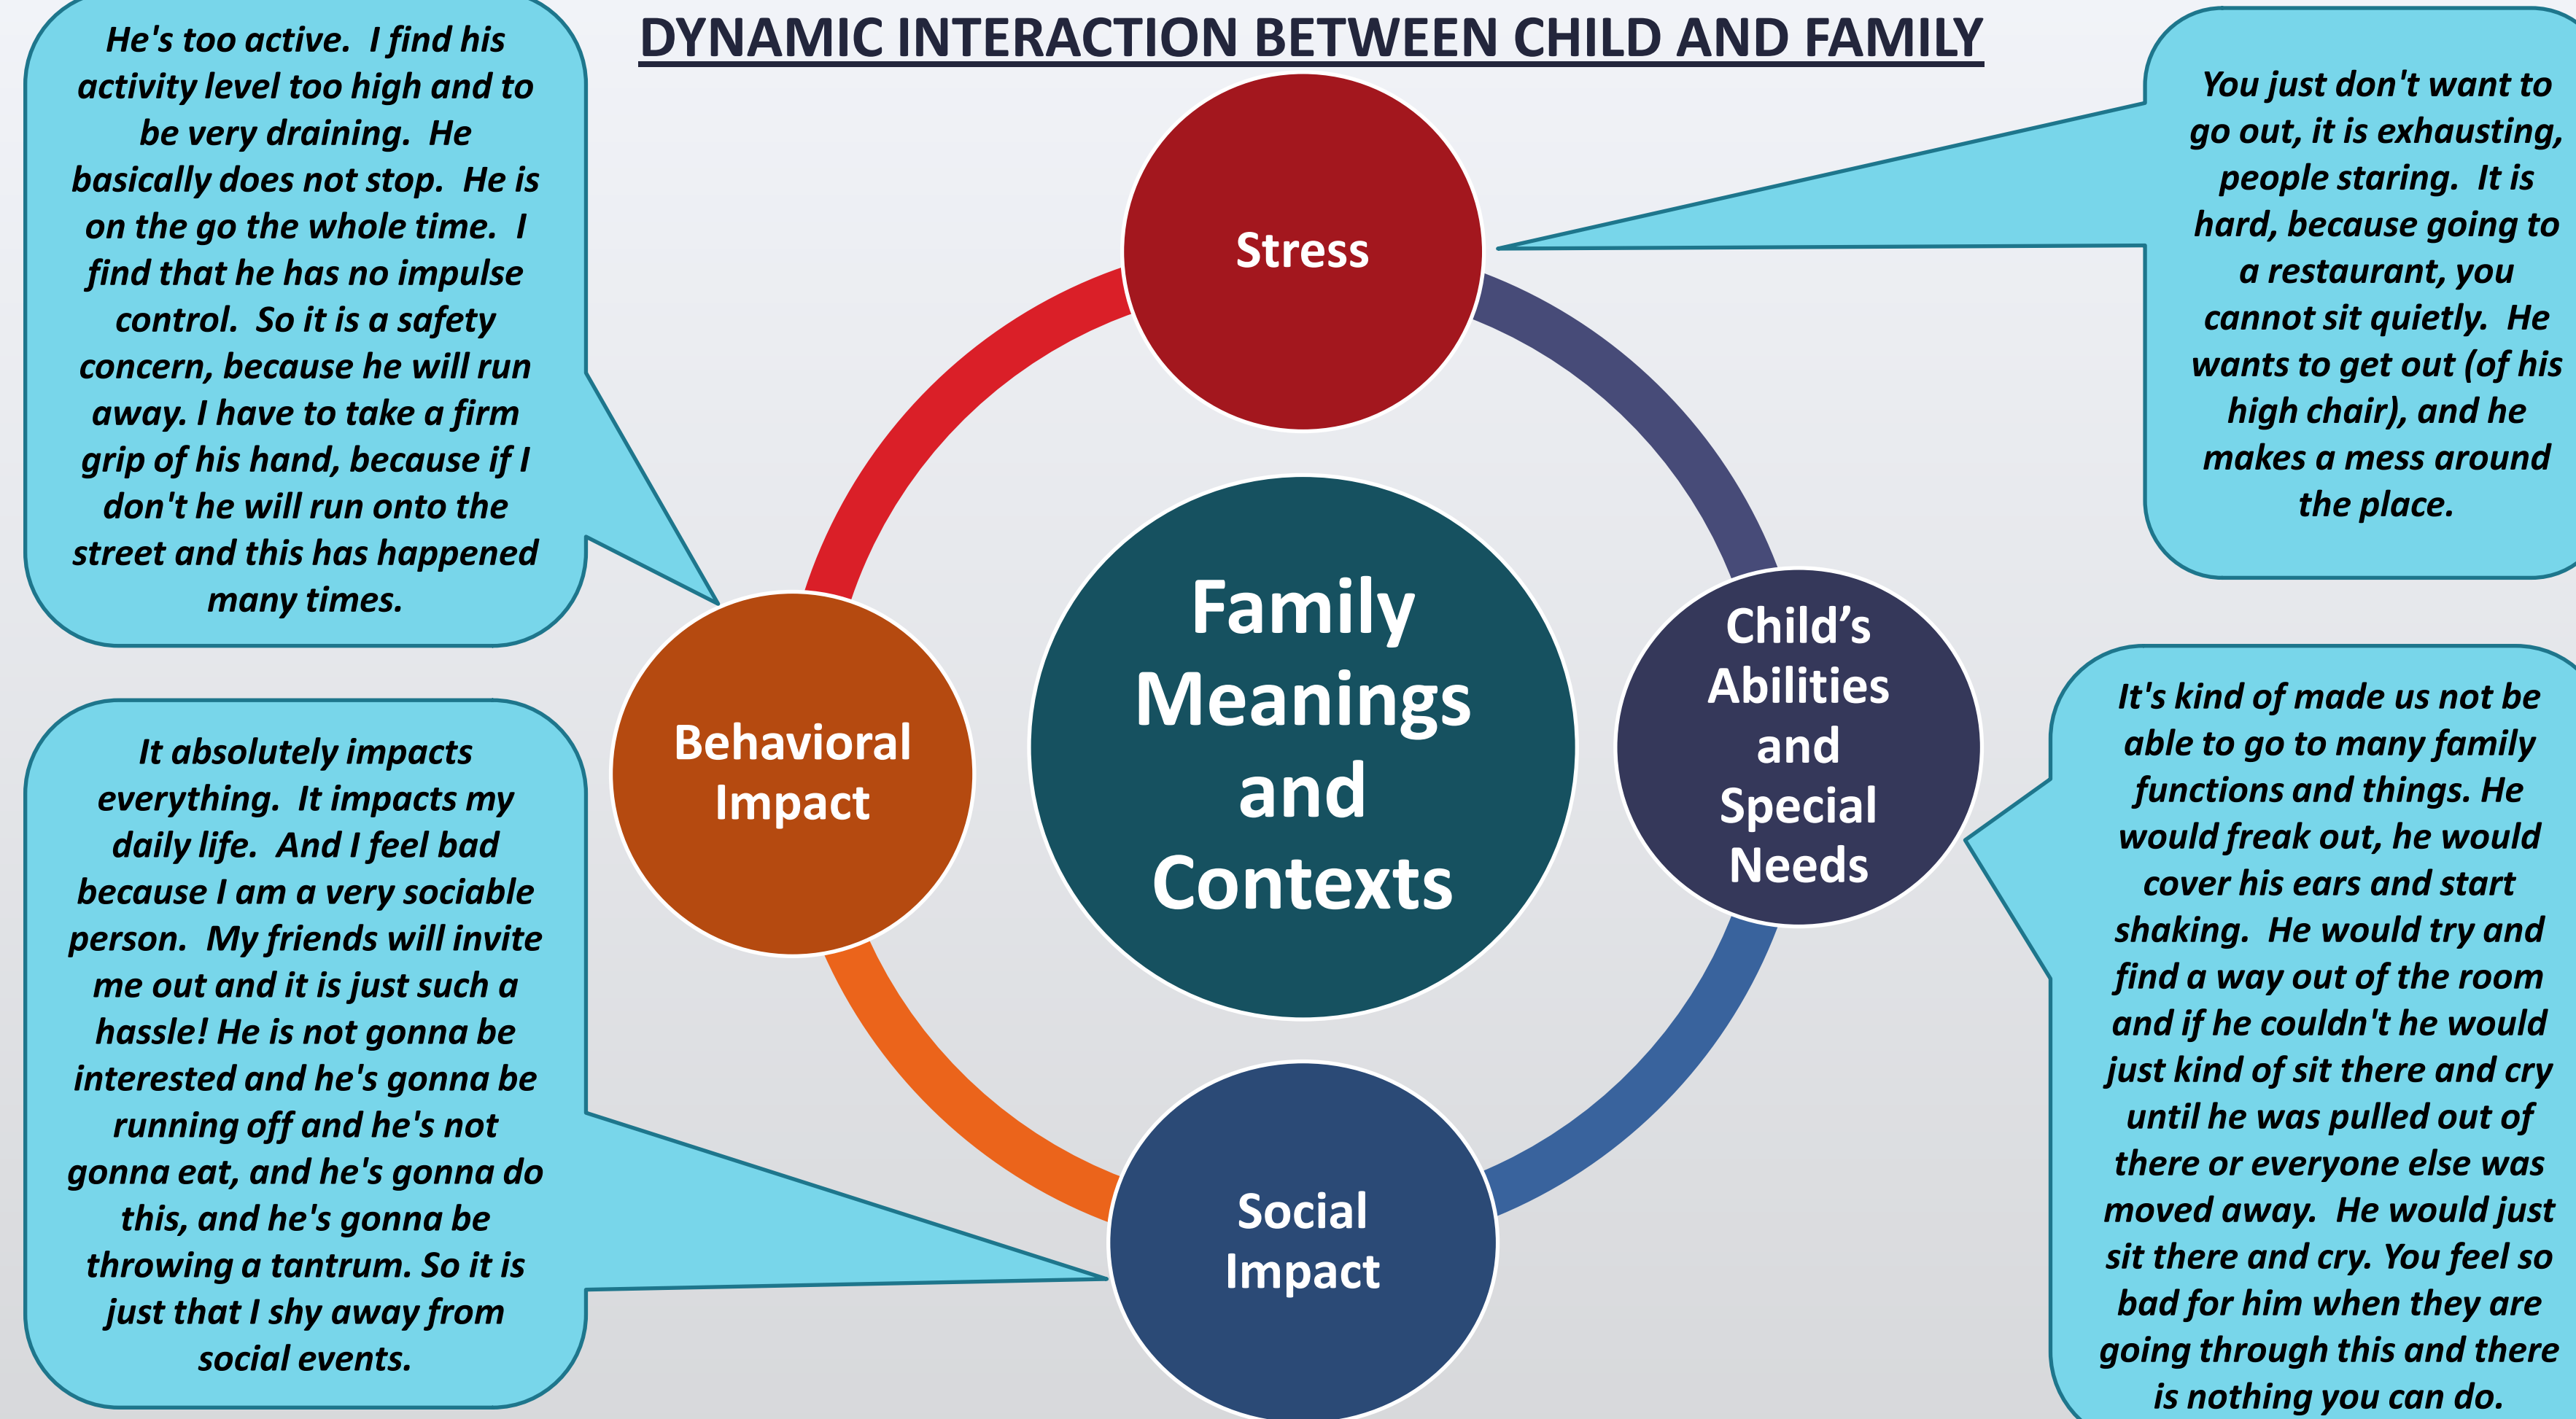 DYNAMIC INTERACTION BETWEEN CHILD AND FAMILY
He's too active.  I find his
activity level too high and to
be very draining.  He
basically does not stop.  He is
on the go the whole time.  I
find that he has no impulse
control.  So it is a safety
concern, because he will run
away. I have to take a firm
grip of his hand, because if I
don't he will run onto the
street and this has happened
many times.
You just don't want to
go out, it is exhausting,
people staring.  It is
hard, because going to
a restaurant, you
cannot sit quietly.  He
wants to get out (of his
high chair), and he
makes a mess around
the place.
Stress
Family
Meanings
and
Contexts
Behavioral
Impact
Child’s
Abilities
and
Special
Needs
Social
Impact
It absolutely impacts
everything.  It impacts my
daily life.  And I feel bad
because I am a very sociable
person.  My friends will invite
me out and it is just such a
hassle! He is not gonna be
interested and he's gonna be
running off and he's not
gonna eat, and he's gonna do
this, and he's gonna be
throwing a tantrum. So it is
just that I shy away from
social events.
It's kind of made us not be
able to go to many family
functions and things. He
would freak out, he would
cover his ears and start
shaking.  He would try and
find a way out of the room
and if he couldn't he would
just kind of sit there and cry
until he was pulled out of
there or everyone else was
moved away.  He would just
sit there and cry. You feel so
bad for him when they are
going through this and there
is nothing you can do.